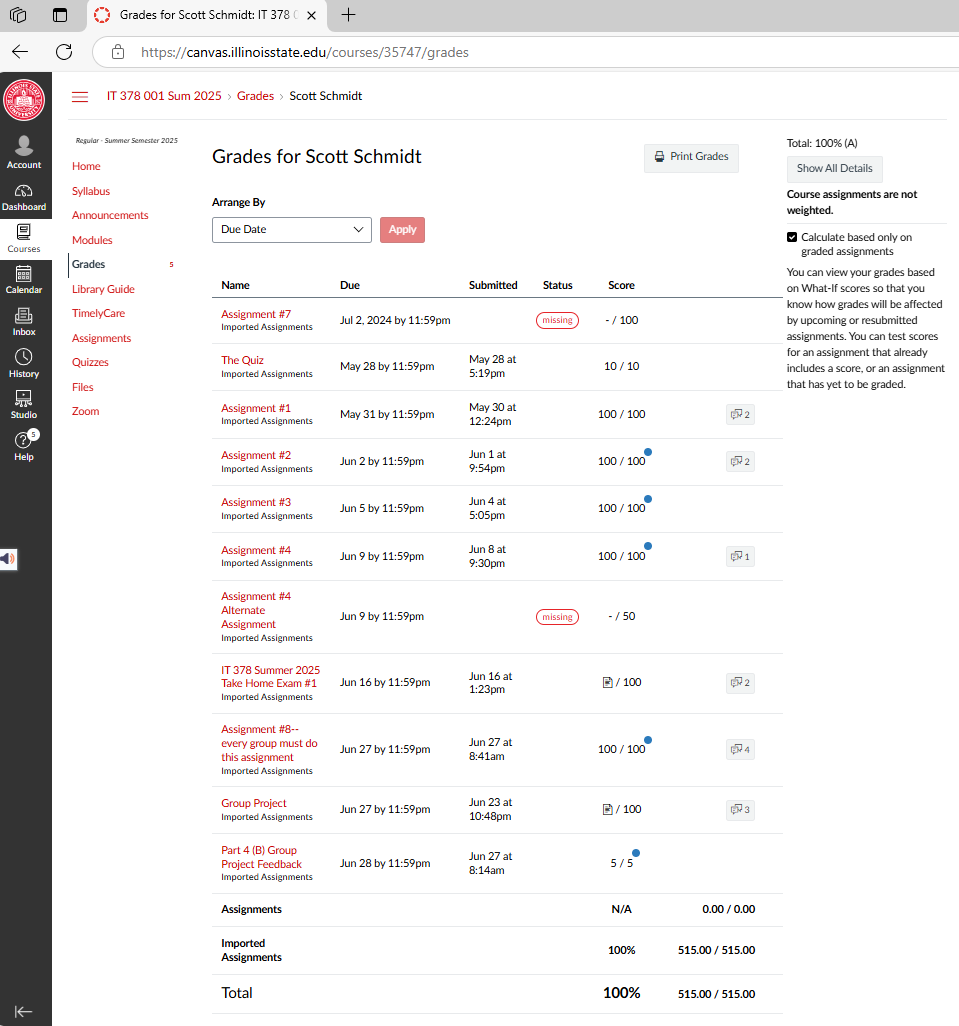 Grades for Scott Schmidt: IT 378 0
https://canvas.illinoisstate.edu/courses/35747/grades
IT 378 001 Sum 2025 › Grades › Scott Schmidt
Account
Dashboard
Courses
Calendar
Inbox
History
Studio
5
Help
Regular - Summer Semester 2025
Home
Syllabus
Announcements
Modules
Grades 5
Library Guide
TimelyCare
Assignments
Quizzes
Files
Zoom
Grades for Scott Schmidt
Print Grades
Arrange By
Due Date
Apply
Name Due Submitted Status Score
Assignment #7
Imported Assignments
Jul 2, 2024 by 11:59pm
missing
- / 100
The Quiz
Imported Assignments
May 28 by 11:59pm
May 28 at
5:19pm
10 / 10
Assignment #1
Imported Assignments
May 31 by 11:59pm
May 30 at
12:24pm
100 / 100
2
Assignment #2
Imported Assignments
Jun 2 by 11:59pm
Jun 1 at
9:54pm
100 / 100
2
Assignment #3
Imported Assignments
Jun 5 by 11:59pm
Jun 4 at
5:05pm
100 / 100
Assignment #4
Imported Assignments
Jun 9 by 11:59pm
Jun 8 at
9:30pm
100 / 100
1
Assignment #4
Alternate
Assignment
Imported Assignments
Jun 9 by 11:59pm
missing
- / 50
IT 378 Summer 2025
Take Home Exam #1
Imported Assignments
Jun 16 by 11:59pm
Jun 16 at
1:23pm
/ 100
2
Assignment #8--
every group must do
this assignment
Imported Assignments
Jun 27 by 11:59pm
Jun 27 at
8:41am
100 / 100
4
Group Project
Imported Assignments
Jun 27 by 11:59pm
Jun 23 at
10:48pm
/ 100
3
Part 4 (B) Group
Project Feedback
Imported Assignments
Jun 28 by 11:59pm
Jun 27 at
8:14am
5 / 5
Assignments N/A 0.00 / 0.00
Imported
Assignments
100% 515.00 / 515.00
Total 100% 515.00 / 515.00
Total: 100% (A)
Show All Details
Course assignments are not
weighted.
Calculate based only on
graded assignments
You can view your grades based
on What-If scores so that you
know how grades will be affected
by upcoming or resubmitted
assignments. You can test scores
for an assignment that already
includes a score, or an assignment
that has yet to be graded.